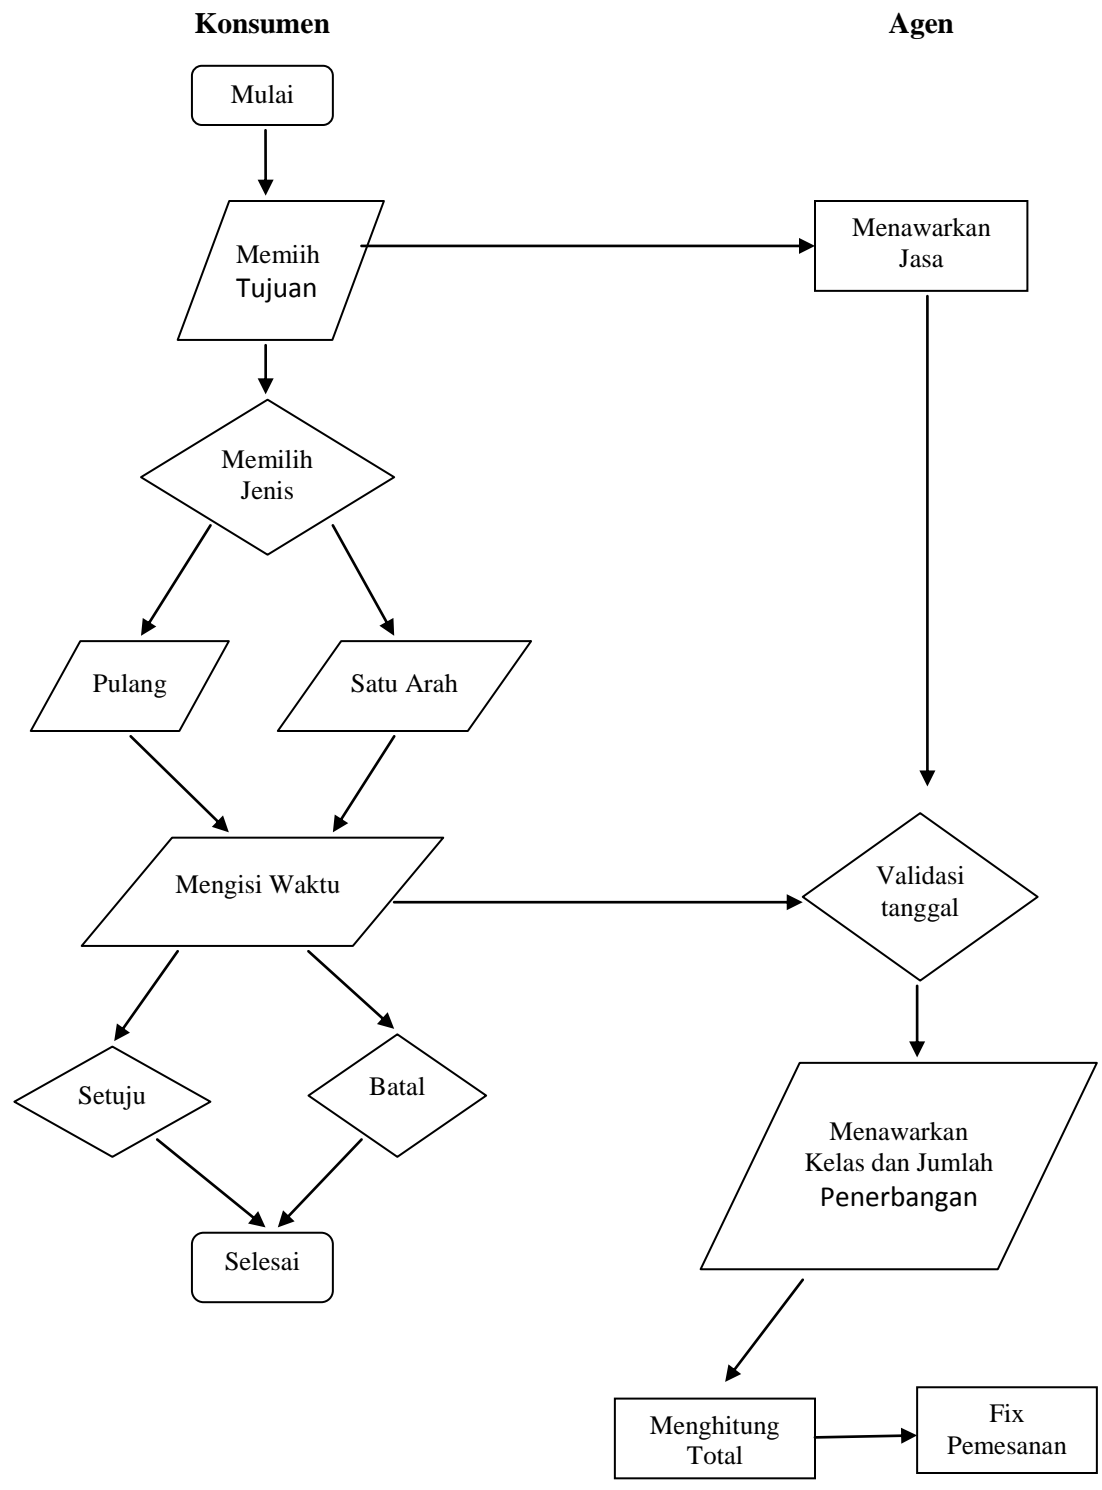 Konsumen
Agen
Mulai
Memiih
Tujuan
Menawarkan
Jasa
Memilih
Jenis
Pulang
Satu Arah
Mengisi Waktu
Validasi
tanggal
Setuju
Batal
Menawarkan
Kelas dan Jumlah
Penerbangan
Selesai
Menghitung
Total
Fix
Pemesanan